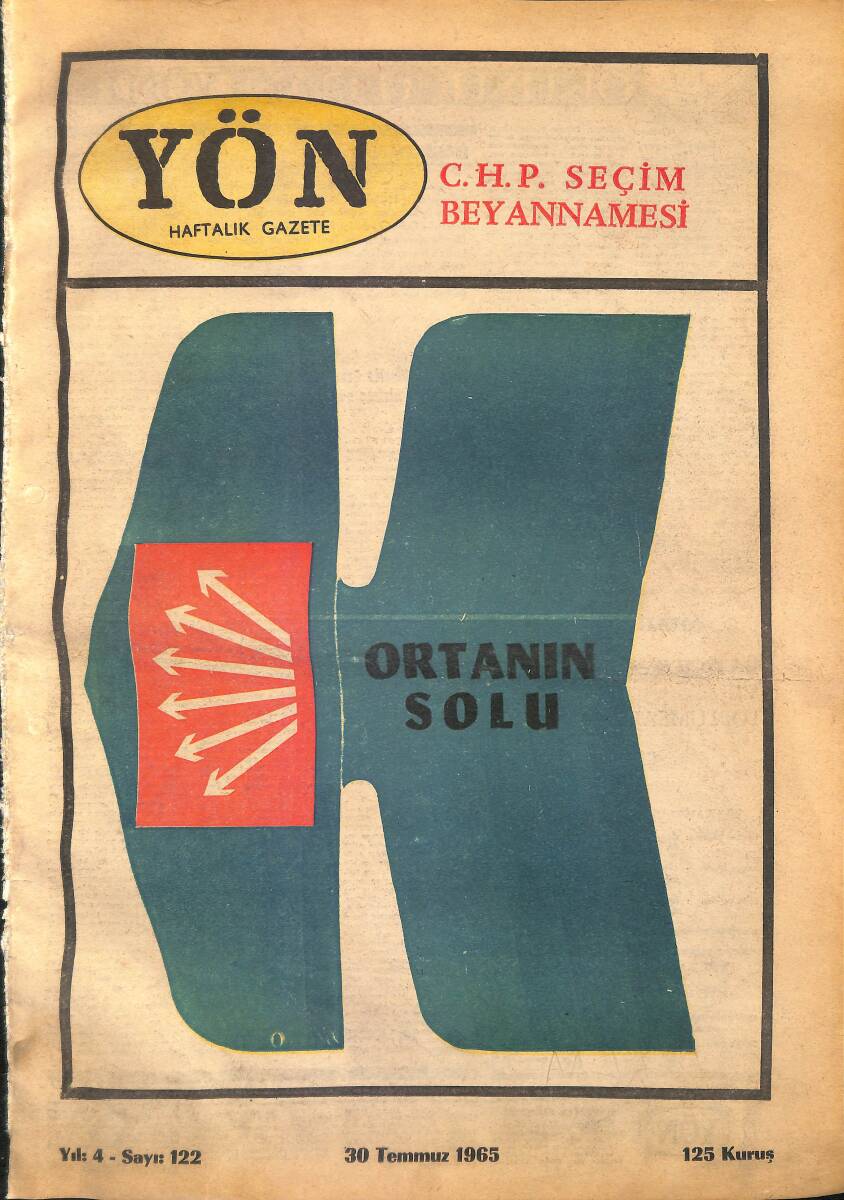 YÖN
HAFTALIK GAZETE
C.H.P. SEÇİM
BEYANNAMESİ
ORTANIN
SOLU
Yıl: 4 - Sayı: 122
30 Temmuz 1965
125 Kuruş